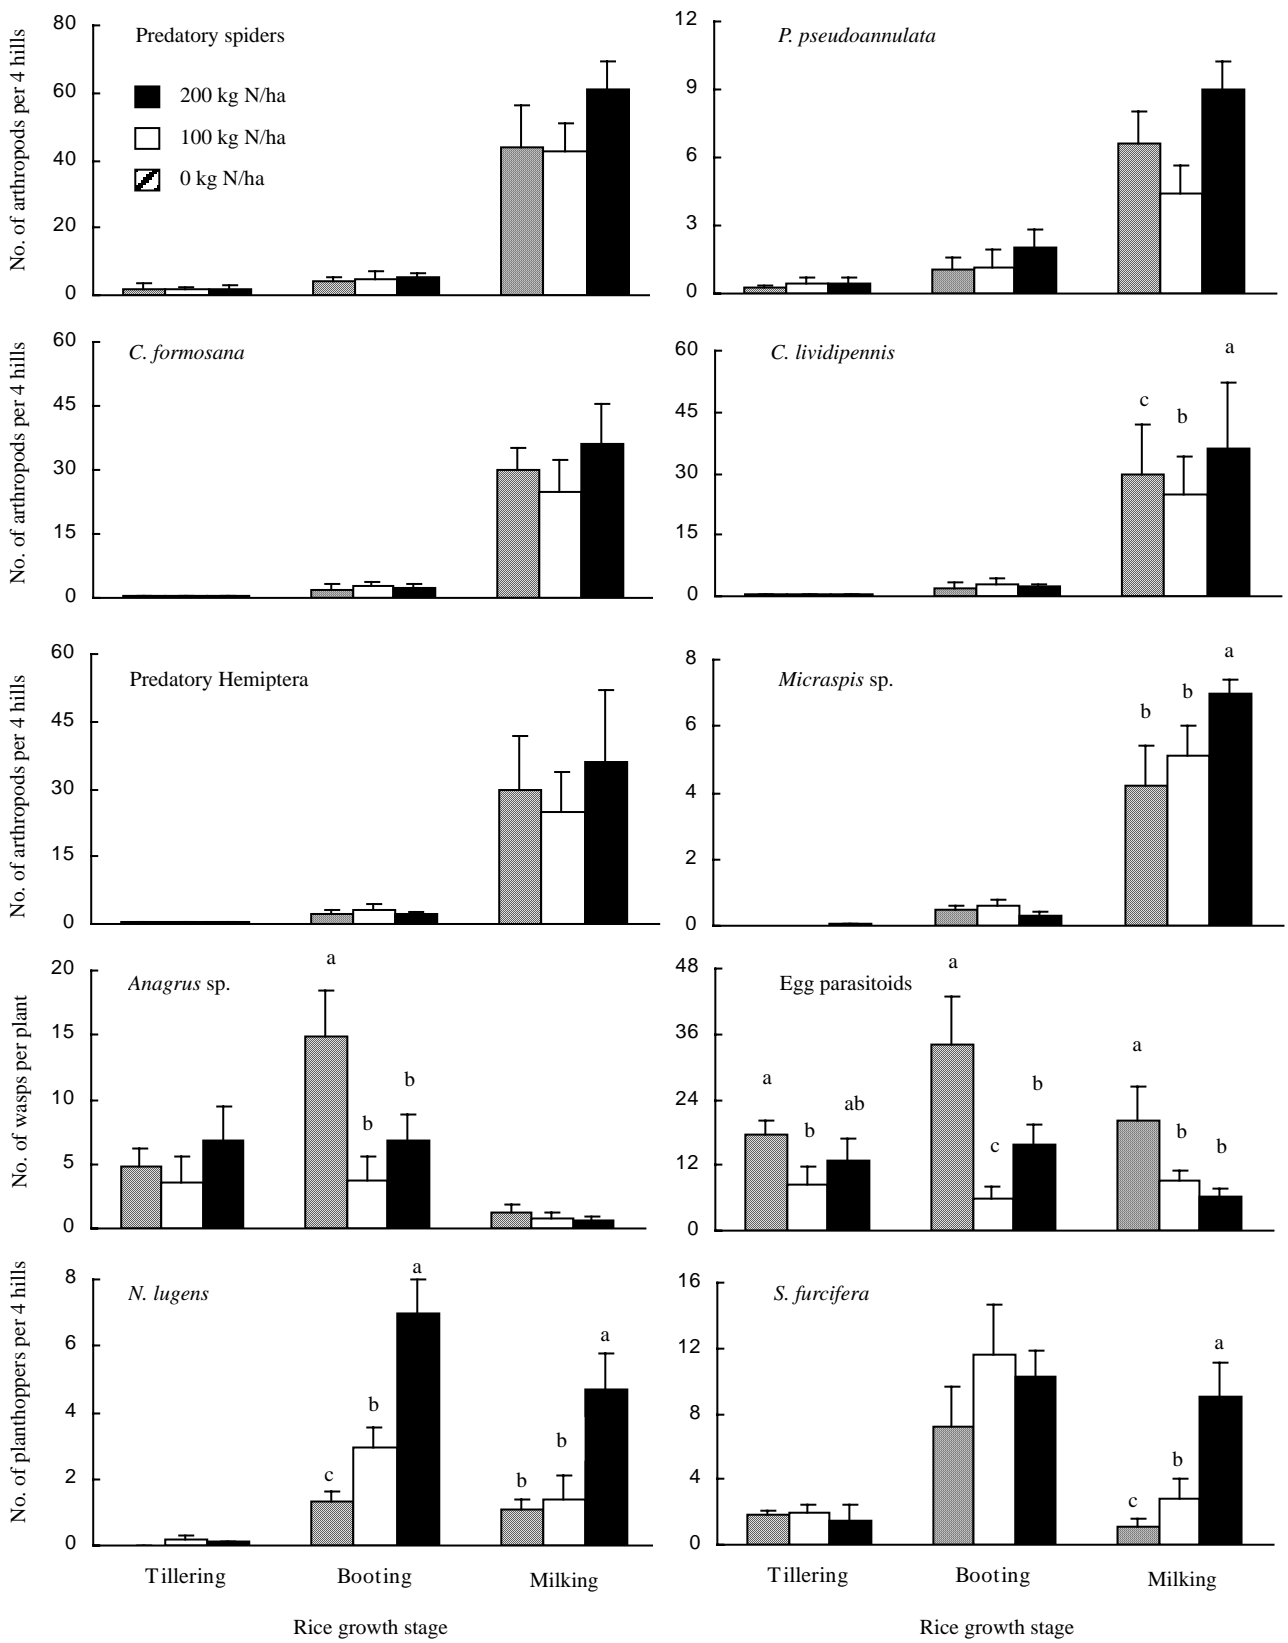 No. of arthropods per 4 hills
80
60
40
20
0
Predatory spiders
200 kg N/ha
100 kg N/ha
0 kg N/ha
12
9
6
3
0
P. pseudoannulata
No. of arthropods per 4 hills
60
45
30
15
0
C. formosana
60
45
30
15
0
C. lividipennis
c
b
a
No. of arthropods per 4 hills
60
45
30
15
0
Predatory Hemiptera
8
6
4
2
0
Micraspis sp.
b
b
a
No. of wasps per plant
20
15
10
5
0
Anagrus sp.
a
b
b
48
36
24
12
0
Egg parasitoids
a
b
ab
a
c
b
a
b
b
No. of planthoppers per 4 hills
8
6
4
2
0
N. lugens
c
b
a
b
b
a
16
12
8
4
0
S. furcifera
c
b
a
Tillering
Booting
Milking
Tillering
Booting
Milking
Rice growth stage
Rice growth stage